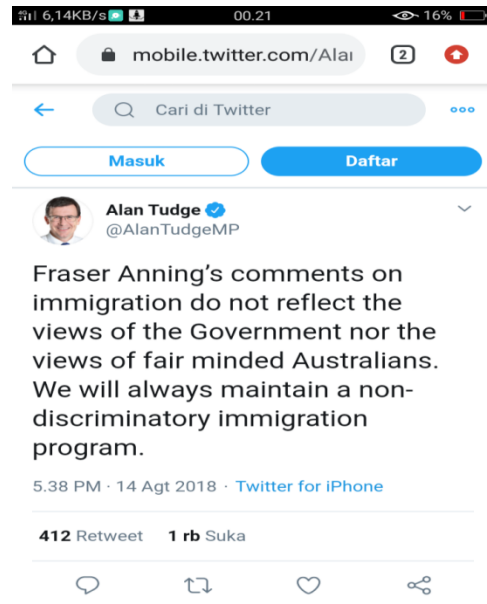 6,14KB/s 00.21 16%
mobile.twitter.com/Ala 2
Cari di Twitter
Masuk Daftar
Alan Tudge
@AlanTudgeMP
Fraser Anning's comments on
immigration do not reflect the
views of the Government nor the
views of fair minded Australians.
We will always maintain a non-
discriminatory immigration
program.
5.38 PM · 14 Agt 2018 · Twitter for iPhone
412 Retweet 1 rb Suka